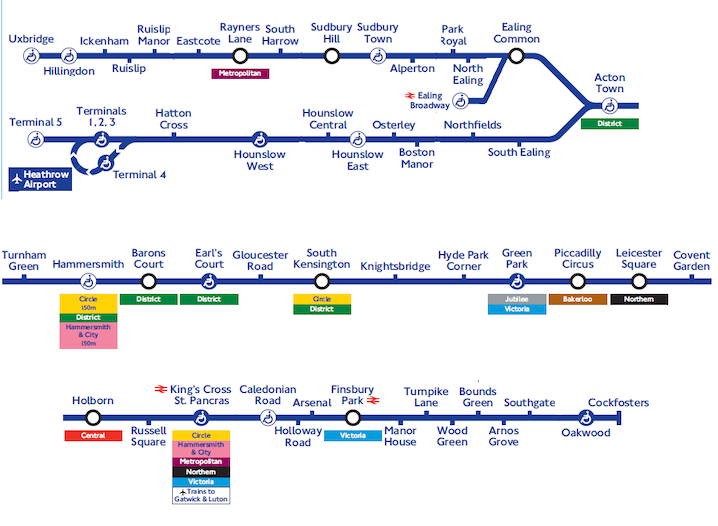 Uxbridge
Hillingdon
Ickenham
Ruislip
Ruislip
Manor
Eastcote
Rayners
Lane
Metropolitan
South
Harrow
Sudbury
Hill
Sudbury
Town
Alperton
Park
Royal
North
Ealing
Ealing
Common
Ealing
Broadway
Acton
Town
District
Terminal 5
Terminals
1, 2, 3
Terminal 4
Heathrow
Airport
Hatton
Cross
Hounslow
West
Hounslow
Central
Hounslow
East
Osterley
Boston
Manor
Northfields
South Ealing
Turnham
Green
Hammersmith
Circle
150m
District
Hammersmith
& City
150m
Barons
Court
District
Earl's
Court
District
Gloucester
Road
South
Kensington
Circle
District
Knightsbridge
Hyde Park
Corner
Green
Park
Jubilee
Victoria
Piccadilly
Circus
Bakerloo
Leicester
Square
Northern
Covent
Garden
Holborn
Central
Russell
Square
King's Cross
St. Pancras
Circle
Hammersmith
& City
Metropolitan
Northern
Victoria
Trains to
Gatwick & Luton
Caledonian
Road
Holloway
Road
Arsenal
Finsbury
Park
Victoria
Manor
House
Turnpike
Lane
Wood
Green
Bounds
Green
Arnos
Grove
Southgate
Oakwood
Cockfosters